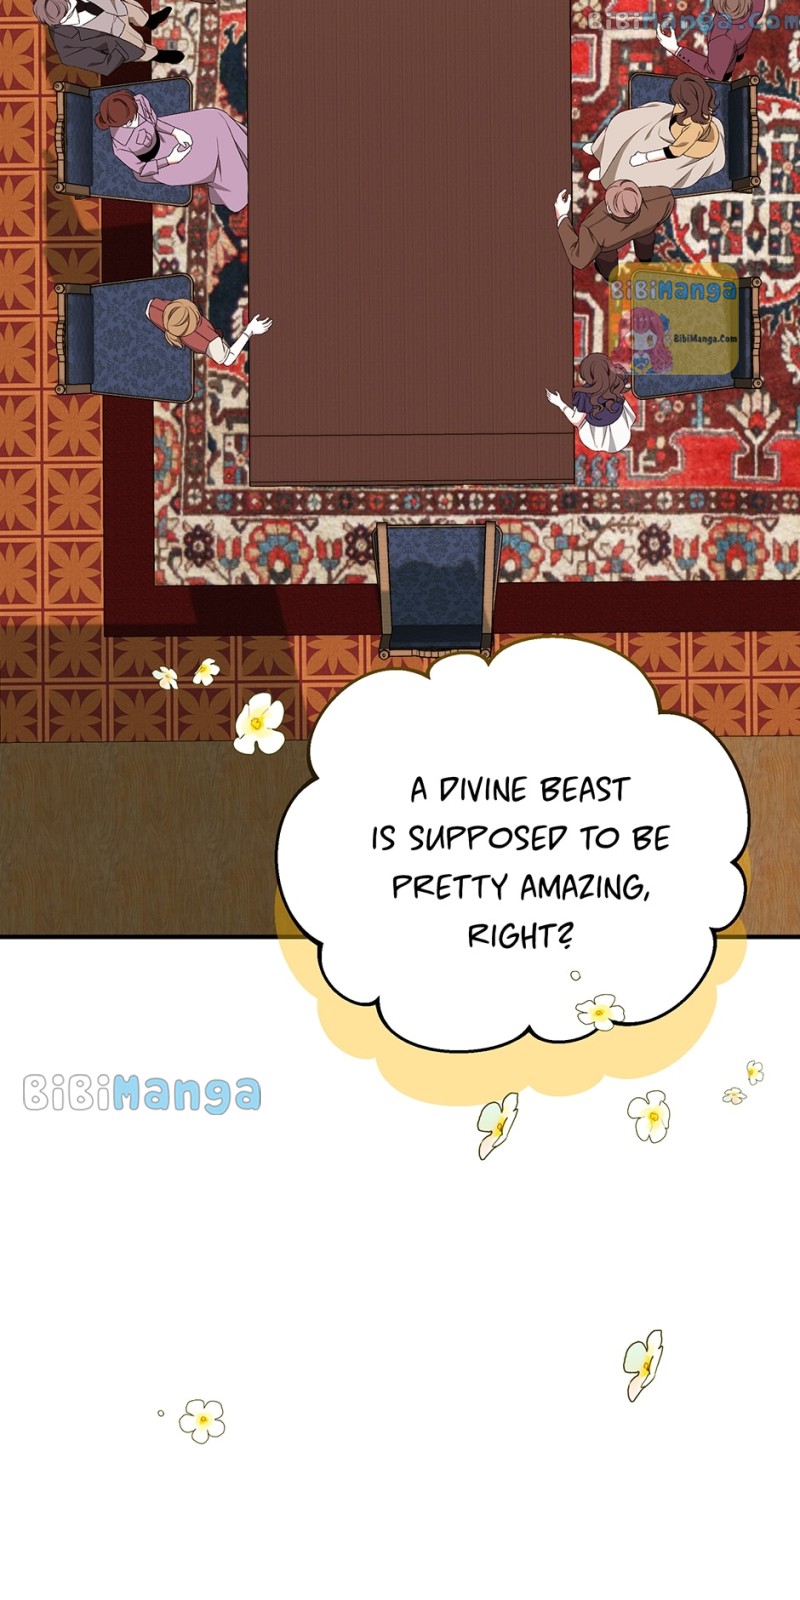 BiBiManga.Com
BiBiManga
BibiManga.Com
A DIVINE BEAST
IS SUPPOSED TO BE
PRETTY AMAZING,
RIGHT?
BiBiManga